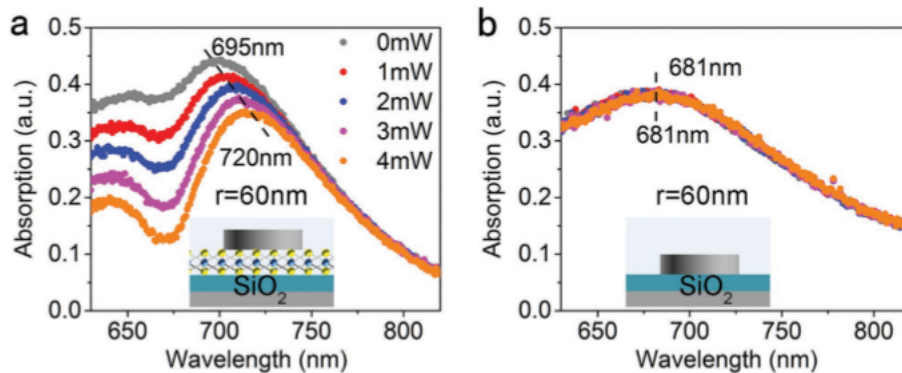 a
0.5
0.4
0.3
0.2
0.1
0.0
Absorption (a.u.)
695nm
720nm
0mW
1mW
2mW
3mW
4mW
r=60nm
SiO2
650
700
750
800
Wavelength (nm)
b
0.5
0.4
0.3
0.2
0.1
0.0
Absorption (a.u.)
681nm
681nm
r=60nm
SiO2
650
700
750
800
Wavelength (nm)